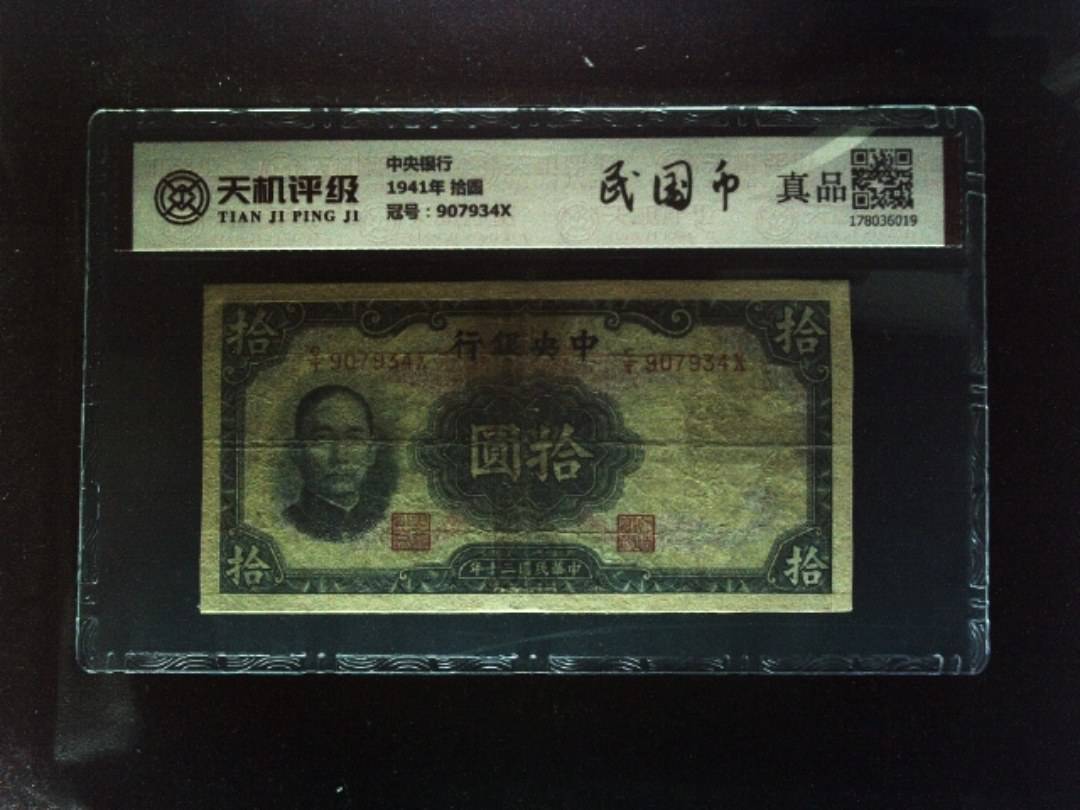 天机评级
TIAN JI PING JI
中央银行
1941年 拾圆
冠号：907934X
民国币
真品
178036019
拾
拾
行銀央中
907934X
907934X
圓拾
拾
拾
年十三國民華中